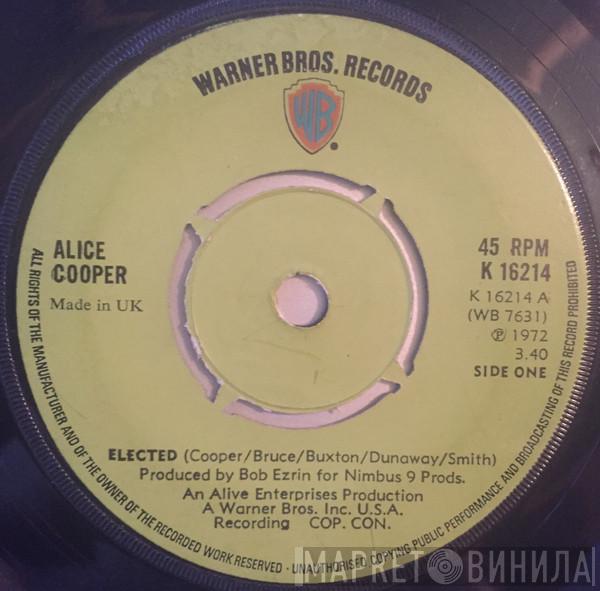 WARNER BROS. RECORDS
WB
ALICE
COOPER
Made in UK
45 RPM
K 16214
K 16214 A
(WB 7631)
℗ 1972
3.40
SIDE ONE
ELECTED (Cooper/Bruce/Buxton/Dunaway/Smith)
Produced by Bob Ezrin for Nimbus 9 Prods.
An Alive Enterprises Production
A Warner Bros. Inc. U.S.A.
Recording COP. CON.
ALL RIGHTS OF THE MANUFACTURER AND OF THE OWNER OF THE RECORDED WORK RESERVED · UNAUTHORISED COPYING PUBLIC PERFORMANCE AND BROADCASTING OF THIS RECORD PROHIBITED
МАРКЕТ ВИНИЛА